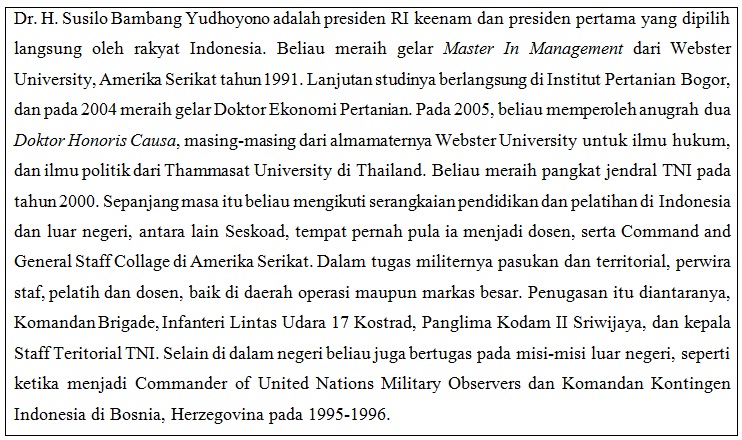 Dr. H. Susilo Bambang Yudhoyono adalah presiden RI keenam dan presiden pertama yang dipilih
langsung oleh rakyat Indonesia. Beliau meraih gelar Master In Management dari Webster
University, Amerika Serikat tahun 1991. Lanjutan studinya berlangsung di Institut Pertanian Bogor,
dan pada 2004 meraih gelar Doktor Ekonomi Pertanian. Pada 2005, beliau memperoleh anugrah dua
Doktor Honoris Causa, masing-masing dari almamaternya Webster University untuk ilmu hukum,
dan ilmu politik dari Thammasat University di Thailand. Beliau meraih pangkat jendral TNI pada
tahun 2000. Sepanjang masa itu beliau mengikuti serangkaian pendidikan dan pelatihan di Indonesia
dan luar negeri, antara lain Seskoad, tempat pernah pula ia menjadi dosen, serta Command and
General Staff Collage di Amerika Serikat. Dalam tugas militernya pasukan dan territorial, perwira
staf, pelatih dan dosen, baik di daerah operasi maupun markas besar. Penugasan itu diantaranya,
Komandan Brigade, Infanteri Lintas Udara 17 Kostrad, Panglima Kodam II Sriwijaya, dan kepala
Staff Teritorial TNI. Selain di dalam negeri beliau juga bertugas pada misi-misi luar negeri, seperti
ketika menjadi Commander of United Nations Military Observers dan Komandan Kontingen
Indonesia di Bosnia, Herzegovina pada 1995-1996.